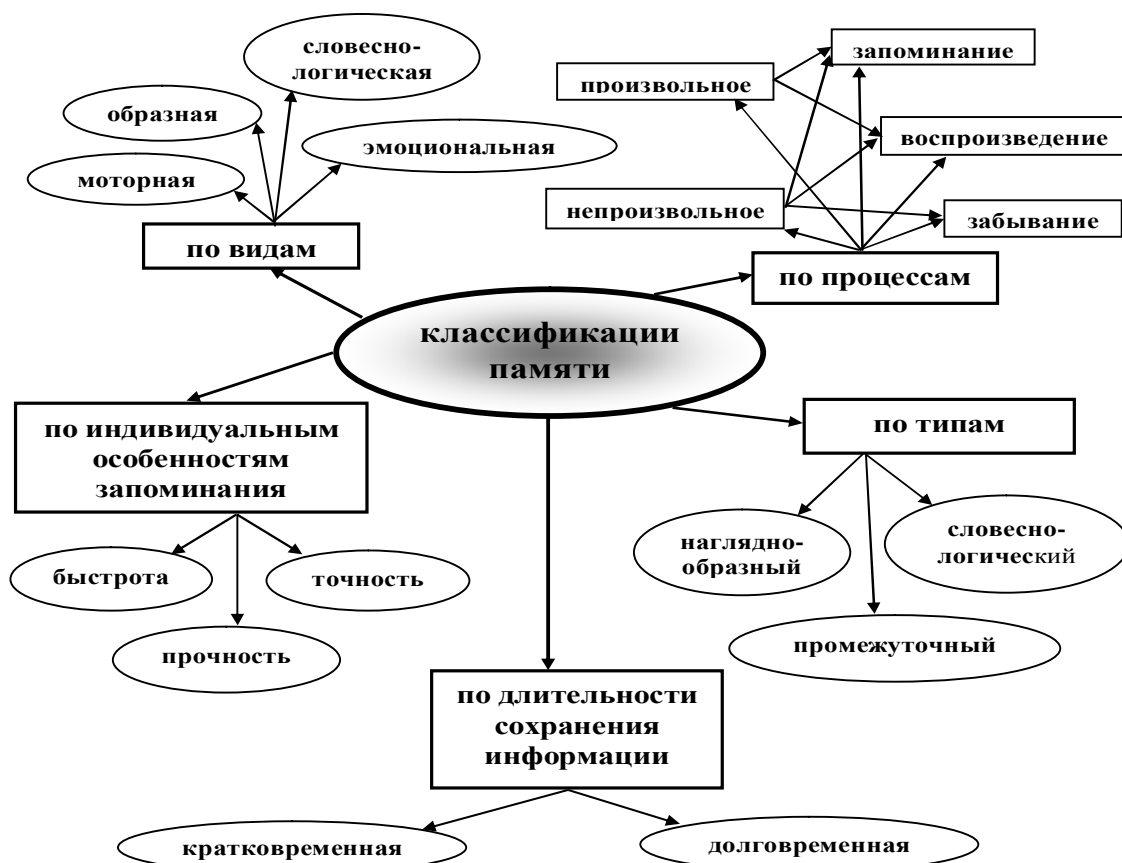 словесно-
логическая
образная
эмоциональная
моторная
по видам
запоминание
произвольное
воспроизведение
непроизвольное
забывание
по процессам
классификации
памяти
по индивидуальным
особенностям
запоминания
быстрота
точность
прочность
по типам
наглядно-
образный
словесно-
логический
промежуточный
по длительности
сохранения
информации
кратковременная
долговременная